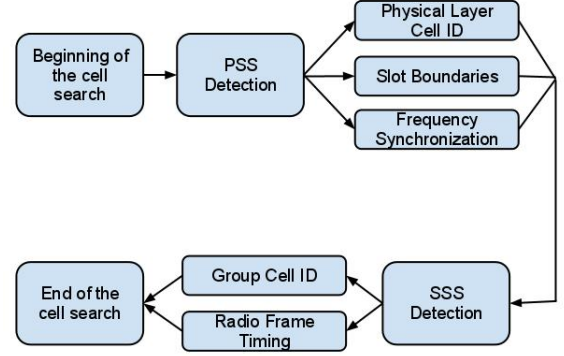 Beginning of
the cell
search
PSS
Detection
Physical Layer
Cell ID
Slot Boundaries
Frequency
Synchronization
SSS
Detection
Group Cell ID
Radio Frame
Timing
End of the
cell search